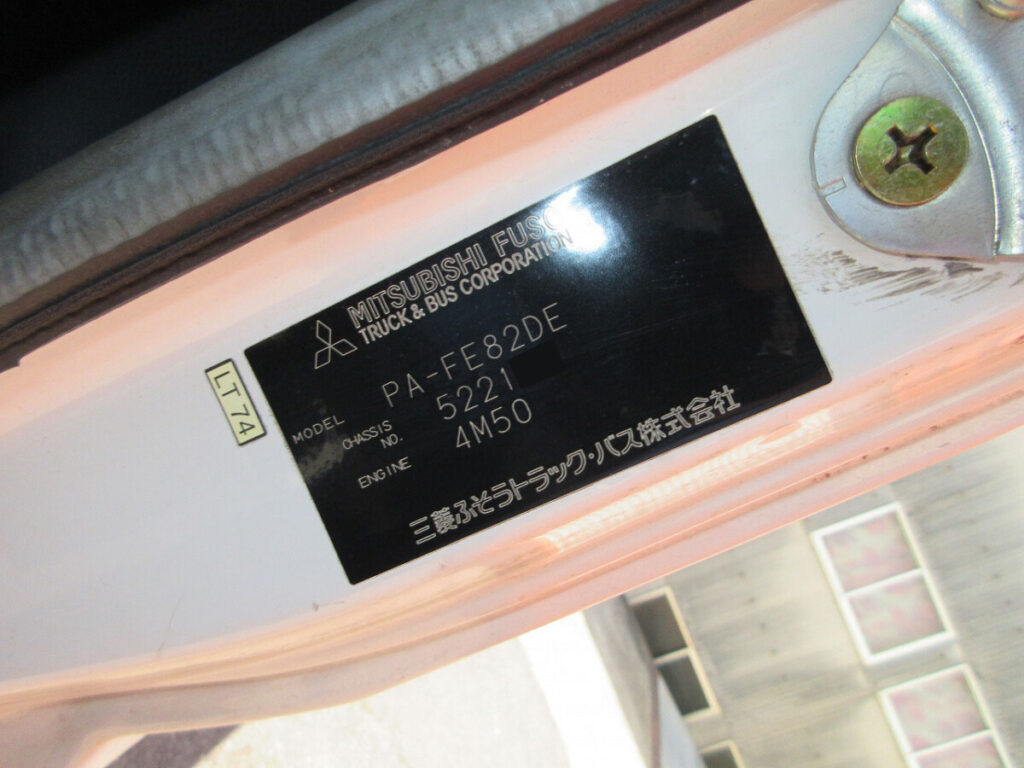 MITSUBISHI FUSO
TRUCK & BUS CORPORATION
MODEL PA-FE82DE
CHASSIS NO. 5221
ENGINE 4M50
三菱ふそうトラック・バス株式会社
LT74